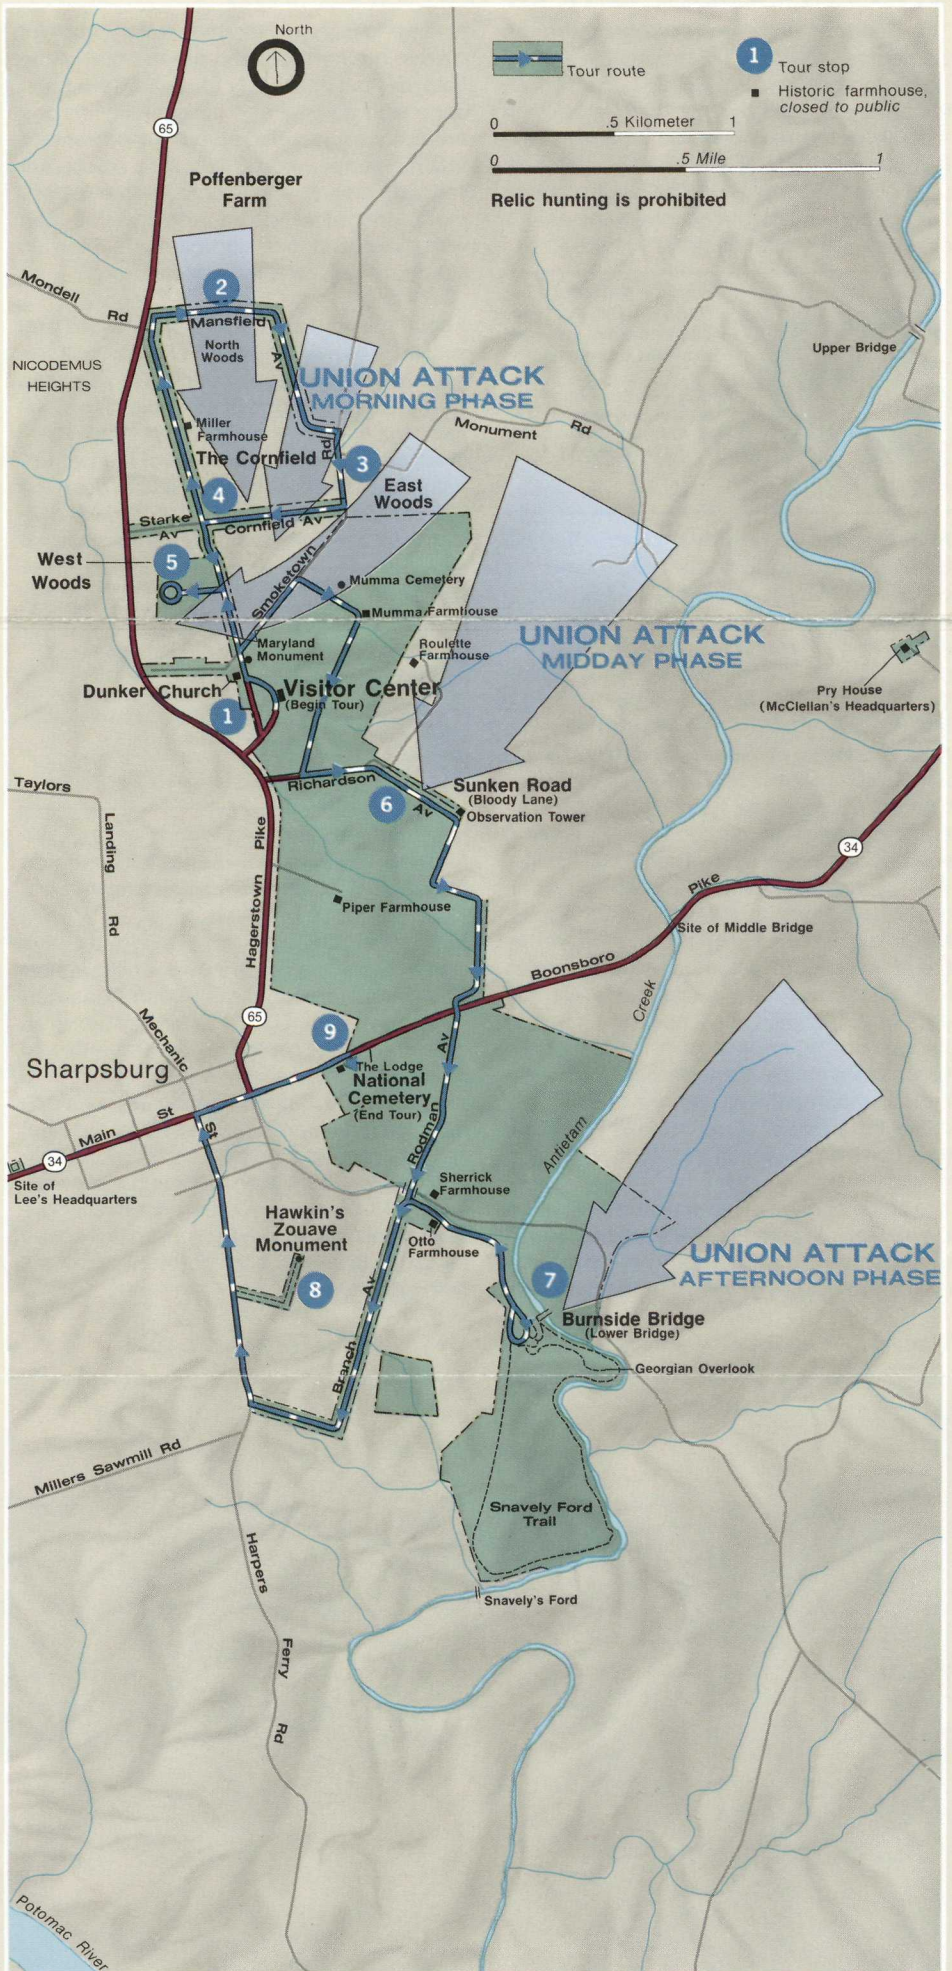 North
Tour route
1
Tour stop
Historic farmhouse,
closed to public
0 .5 Kilometer 1
0 .5 Mile 1
Relic hunting is prohibited
65
Poffenberger
Farm
Mondell
Rd
2
Mansfield
Av
North
Woods
NICODEMUS
HEIGHTS
Upper Bridge
UNION ATTACK
MORNING PHASE
Miller
Farmhouse
The Cornfield
Rd
3
Monument Rd
East
Woods
4
Starke
Av
Cornfield Av
West
Woods
5
Smoketown
Mumma Cemetery
Mumma Farmhouse
Maryland
Monument
Roulette
Farmhouse
UNION ATTACK
MIDDAY PHASE
Dunker Church
Visitor Center
(Begin Tour)
1
Pry House
(McClellan's Headquarters)
Taylors
Landing
Rd
Richardson
Av
6
Sunken Road
(Bloody Lane)
Observation Tower
Hagerstown Pike
34
Piper Farmhouse
Boonsboro Pike
Site of Middle Bridge
Antietam Creek
65
Mechanic
St
9
The Lodge
National
Cemetery
(End Tour)
Sharpsburg
Main St
34
Site of
Lee's Headquarters
Rodman Av
Sherrick
Farmhouse
Otto
Farmhouse
Hawkin's
Zouave
Monument
8
Branch Av
7
UNION ATTACK
AFTERNOON PHASE
Burnside Bridge
(Lower Bridge)
Georgian Overlook
Millers Sawmill Rd
Snavely Ford
Trail
Snavely's Ford
Harpers Ferry Rd
Potomac River